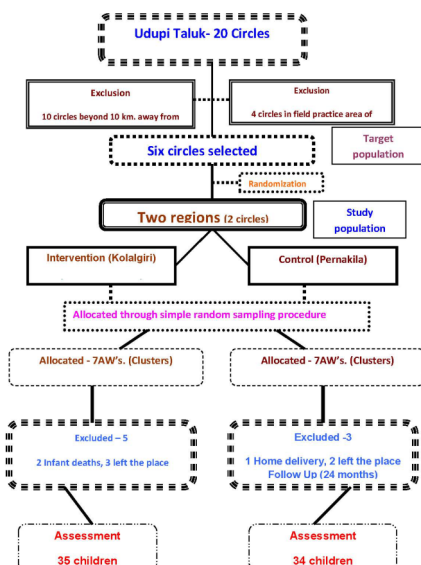 Udupi Taluk- 20 Circles
Exclusion
10 circles beyond 10 km. away from
Exclusion
4 circles in field practice area of
Target
population
Six circles selected
Randomization
Two regions (2 circles)
Study
population
Intervention (Kolalgiri)
Control (Pernakila)
Allocated through simple random sampling procedure
Allocated - 7AW's. (Clusters)
Allocated - 7AW's. (Clusters)
Excluded – 5
2 Infant deaths, 3 left the place
Excluded -3
1 Home delivery, 2 left the place
Follow Up (24 months)
Assessment
35 children
Assessment
34 children